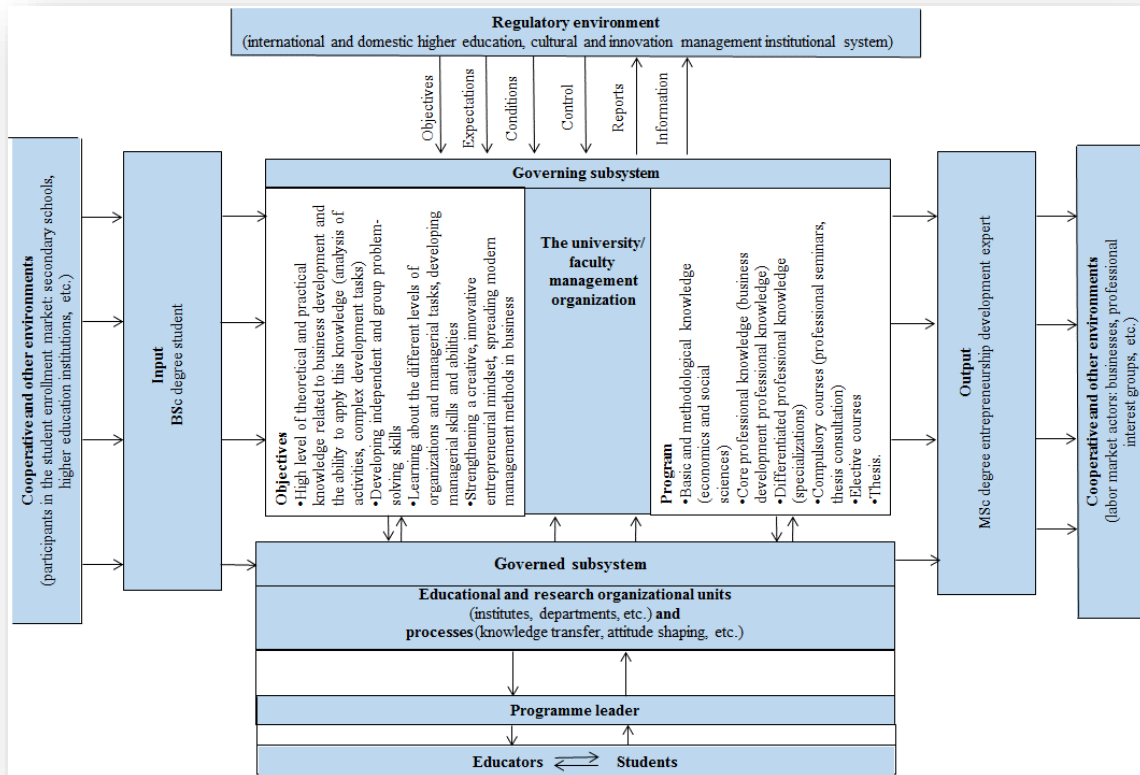 Regulatory environment
(international and domestic higher education, cultural and innovation management institutional system)
Objectives
Expectations
Conditions
Control
Reports
Information
Cooperative and other environments
(participants in the student enrollment market: secondary schools,
higher education institutions, etc.)
Input
BSc degree student
Governing subsystem
Objectives
•High level of theoretical and practical
knowledge related to business development and
the ability to apply this knowledge (analysis of
activities, complex development tasks)
•Developing independent and group problem-
solving skills
•Learning about the different levels of
organizations and managerial tasks, developing
managerial skills and abilities
•Strengthening a creative, innovative
entrepreneurial mindset, spreading modern
management methods in business
The university/
faculty
management
organization
Program
•Basic and methodological knowledge
(economics and social
sciences)
•Core professional knowledge (business
development professional knowledge)
•Differentiated professional knowledge
(specializations)
•Compulsory courses (professional seminars,
thesis consultation)
•Elective courses
•Thesis.
Output
MSc degree entrepreneurship development expert
Cooperative and other environments
(labor market actors: businesses, professional
interest groups, etc.)
Governed subsystem
Educational and research organizational units
(institutes, departments, etc.) and
processes(knowledge transfer, attitude shaping, etc.)
Programme leader
Educators Students